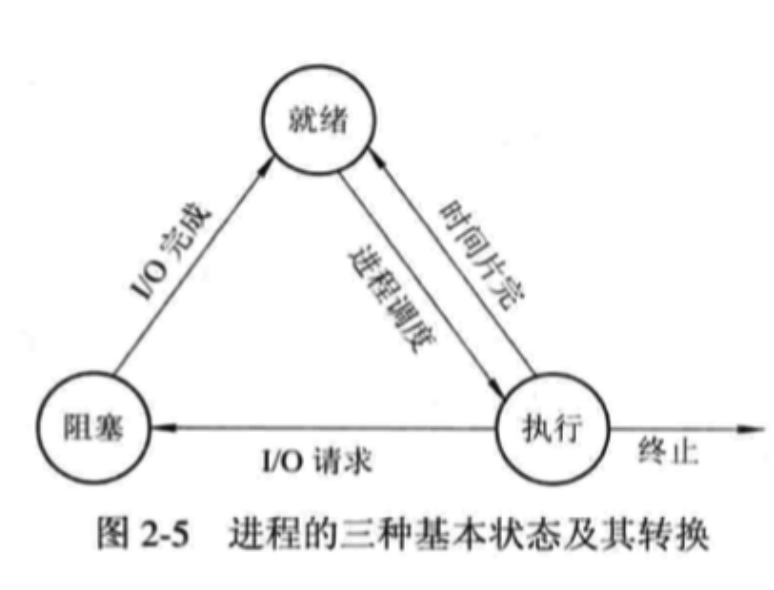 就绪
I/O 完成
时间片完
进程调度
阻塞
执行
I/O 请求
终止
图 2-5 进程的三种基本状态及其转换